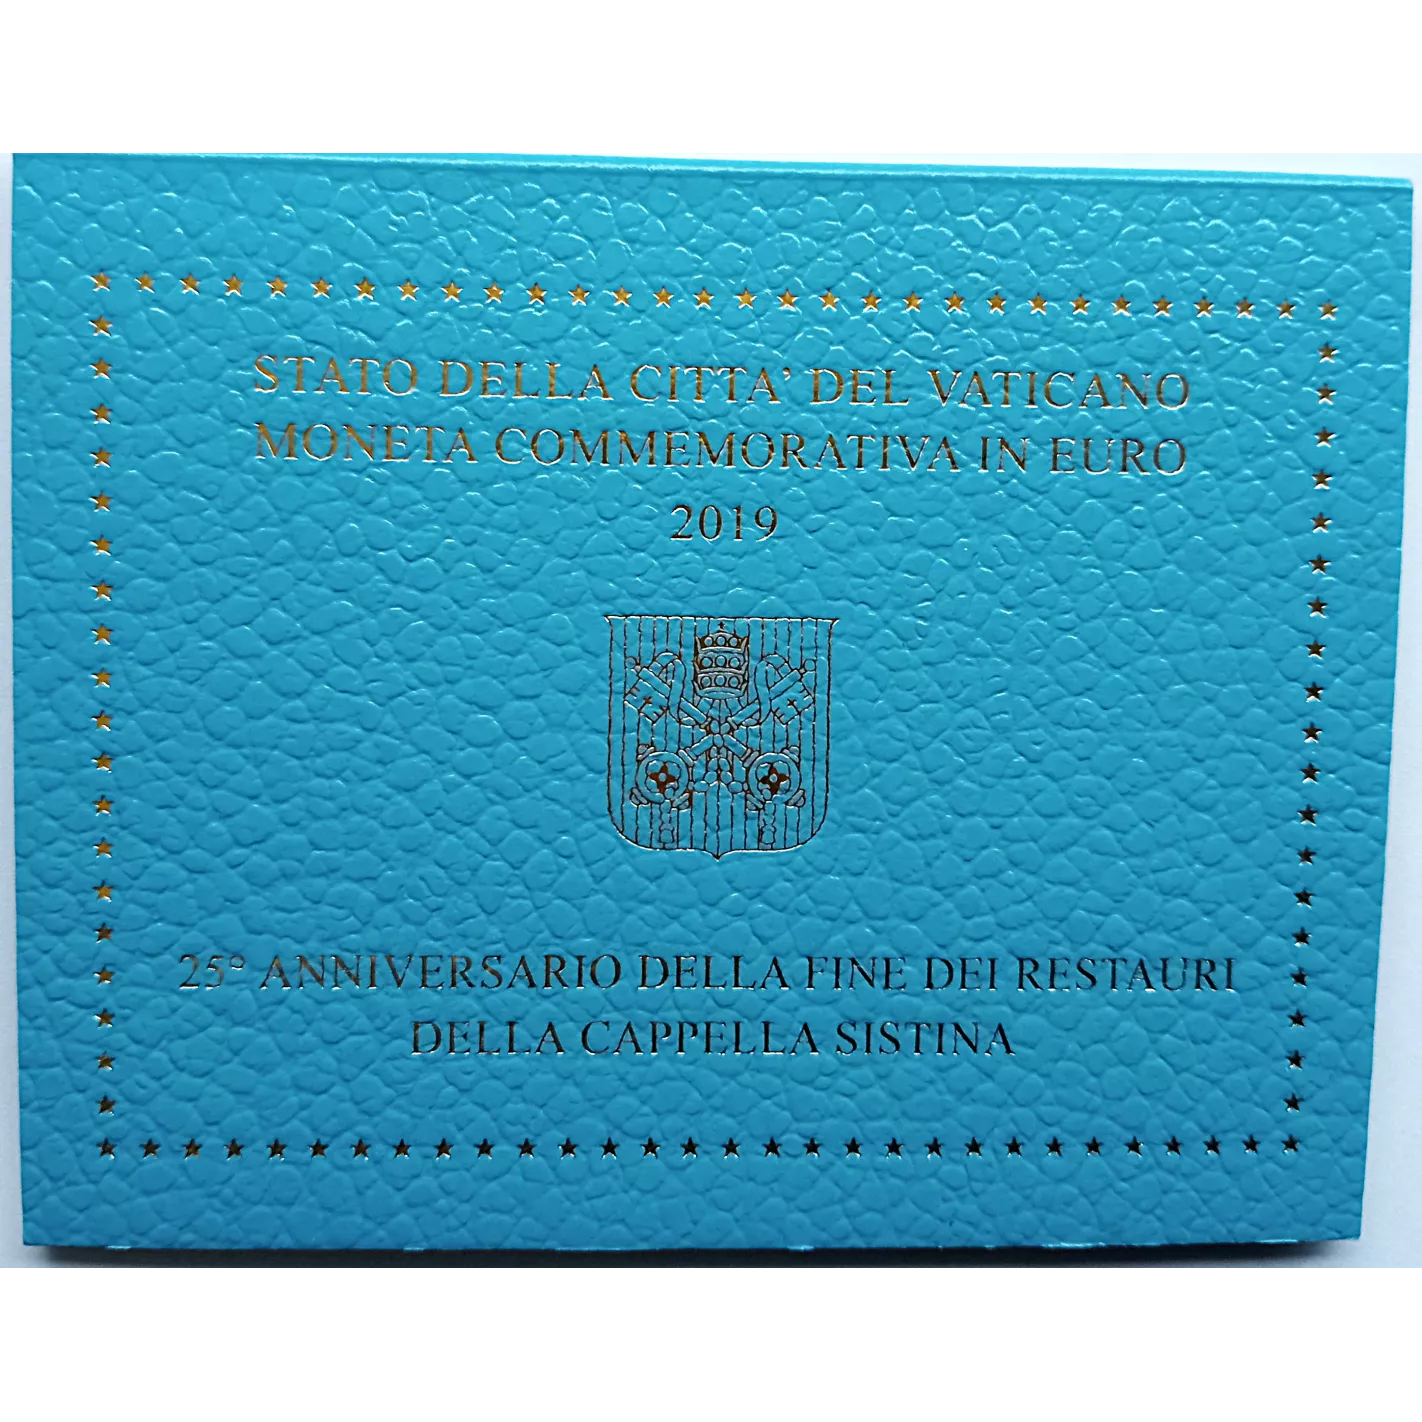 STATO DELLA CITTA' DEL VATICANO
MONETA COMMEMORATIVA IN EURO
2019
25° ANNIVERSARIO DELLA FINE DEI RESTAURI
DELLA CAPPELLA SISTINA